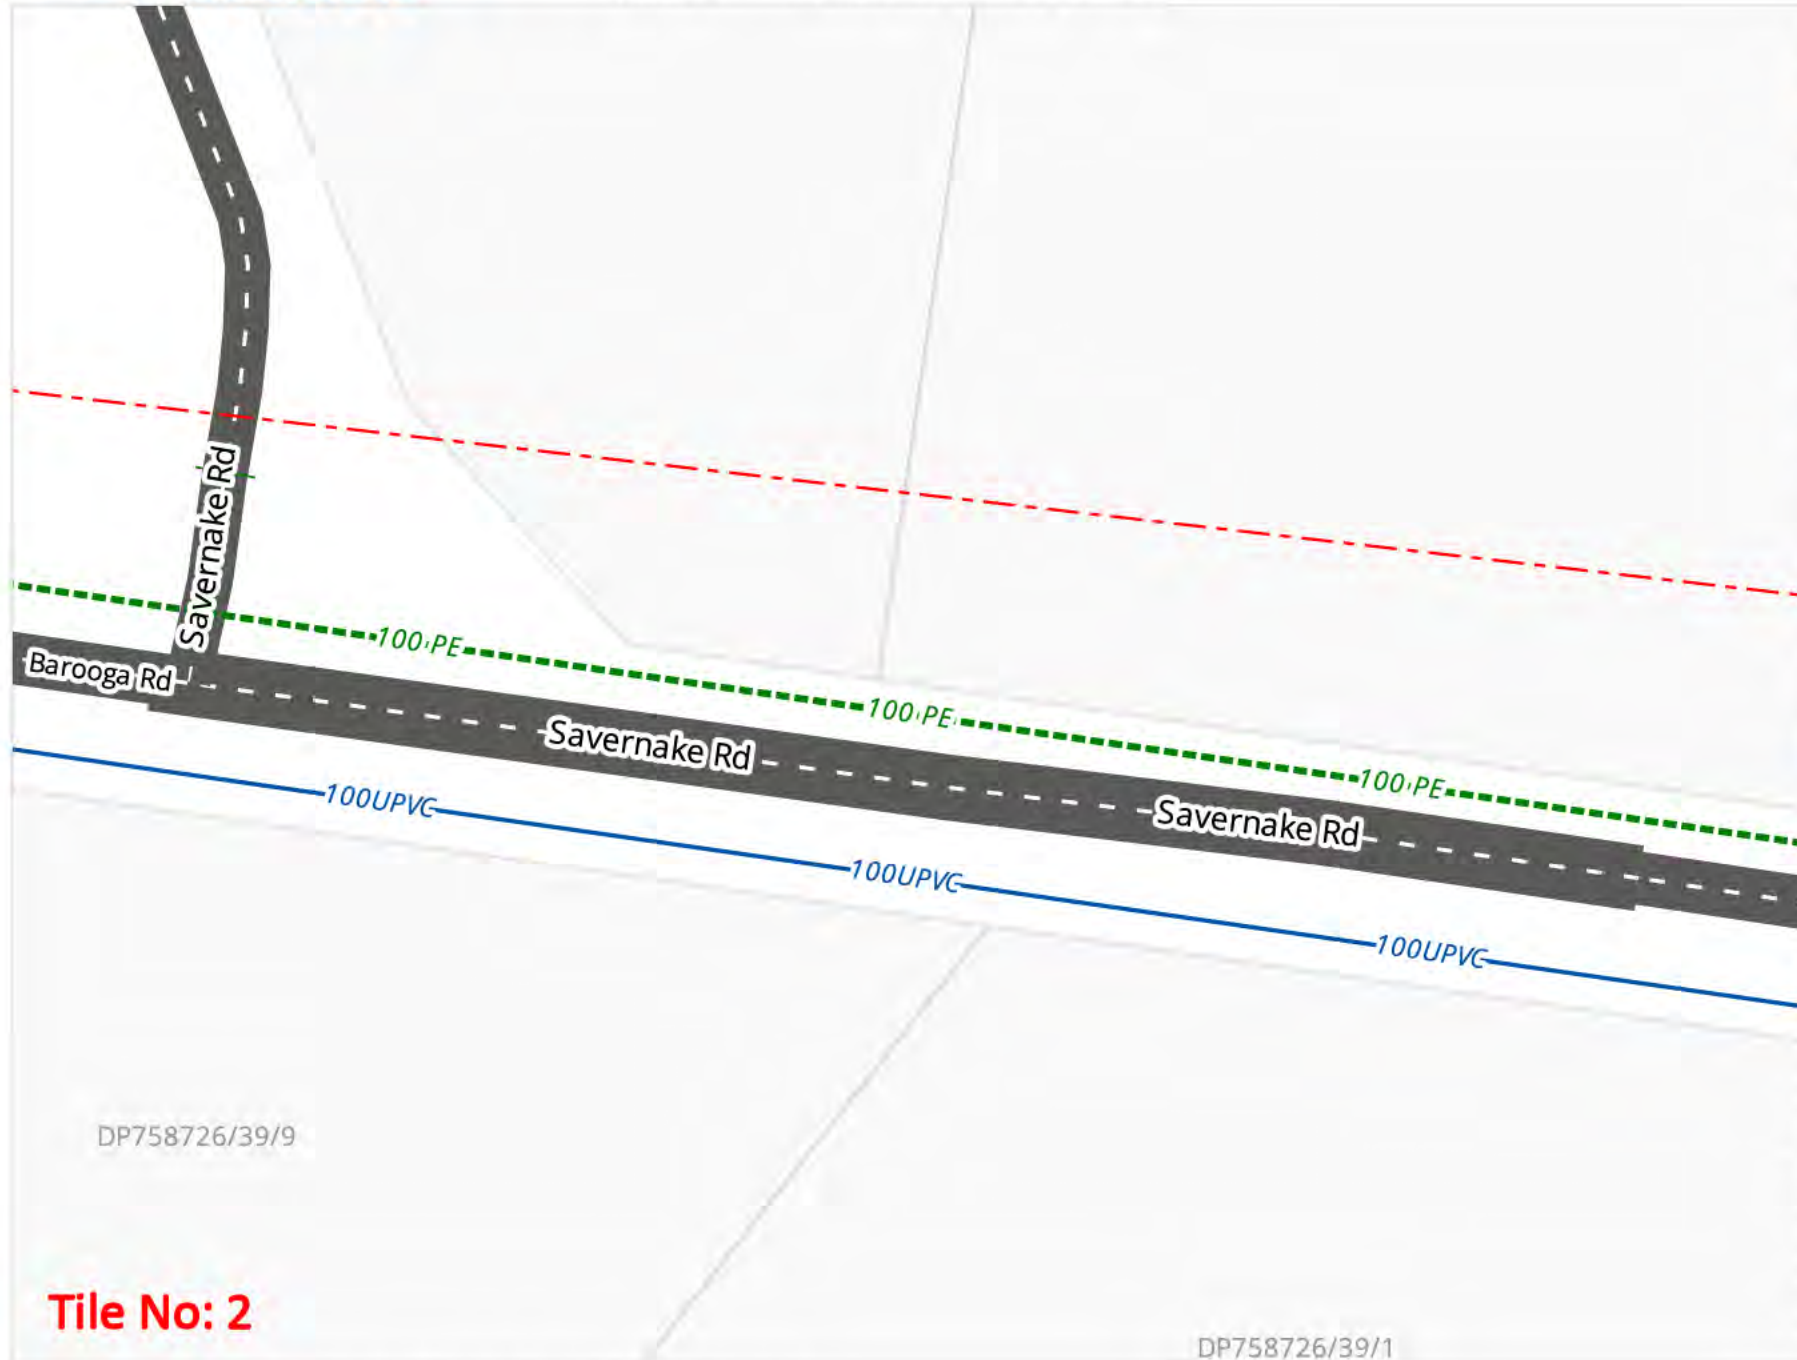 Savernake Rd
100 PE
Barooga Rd
100 PE
Savernake Rd
100 PE
100UPVC
Savernake Rd
100UPVC
100UPVC
DP758726/39/9
Tile No: 2
DP758726/39/1